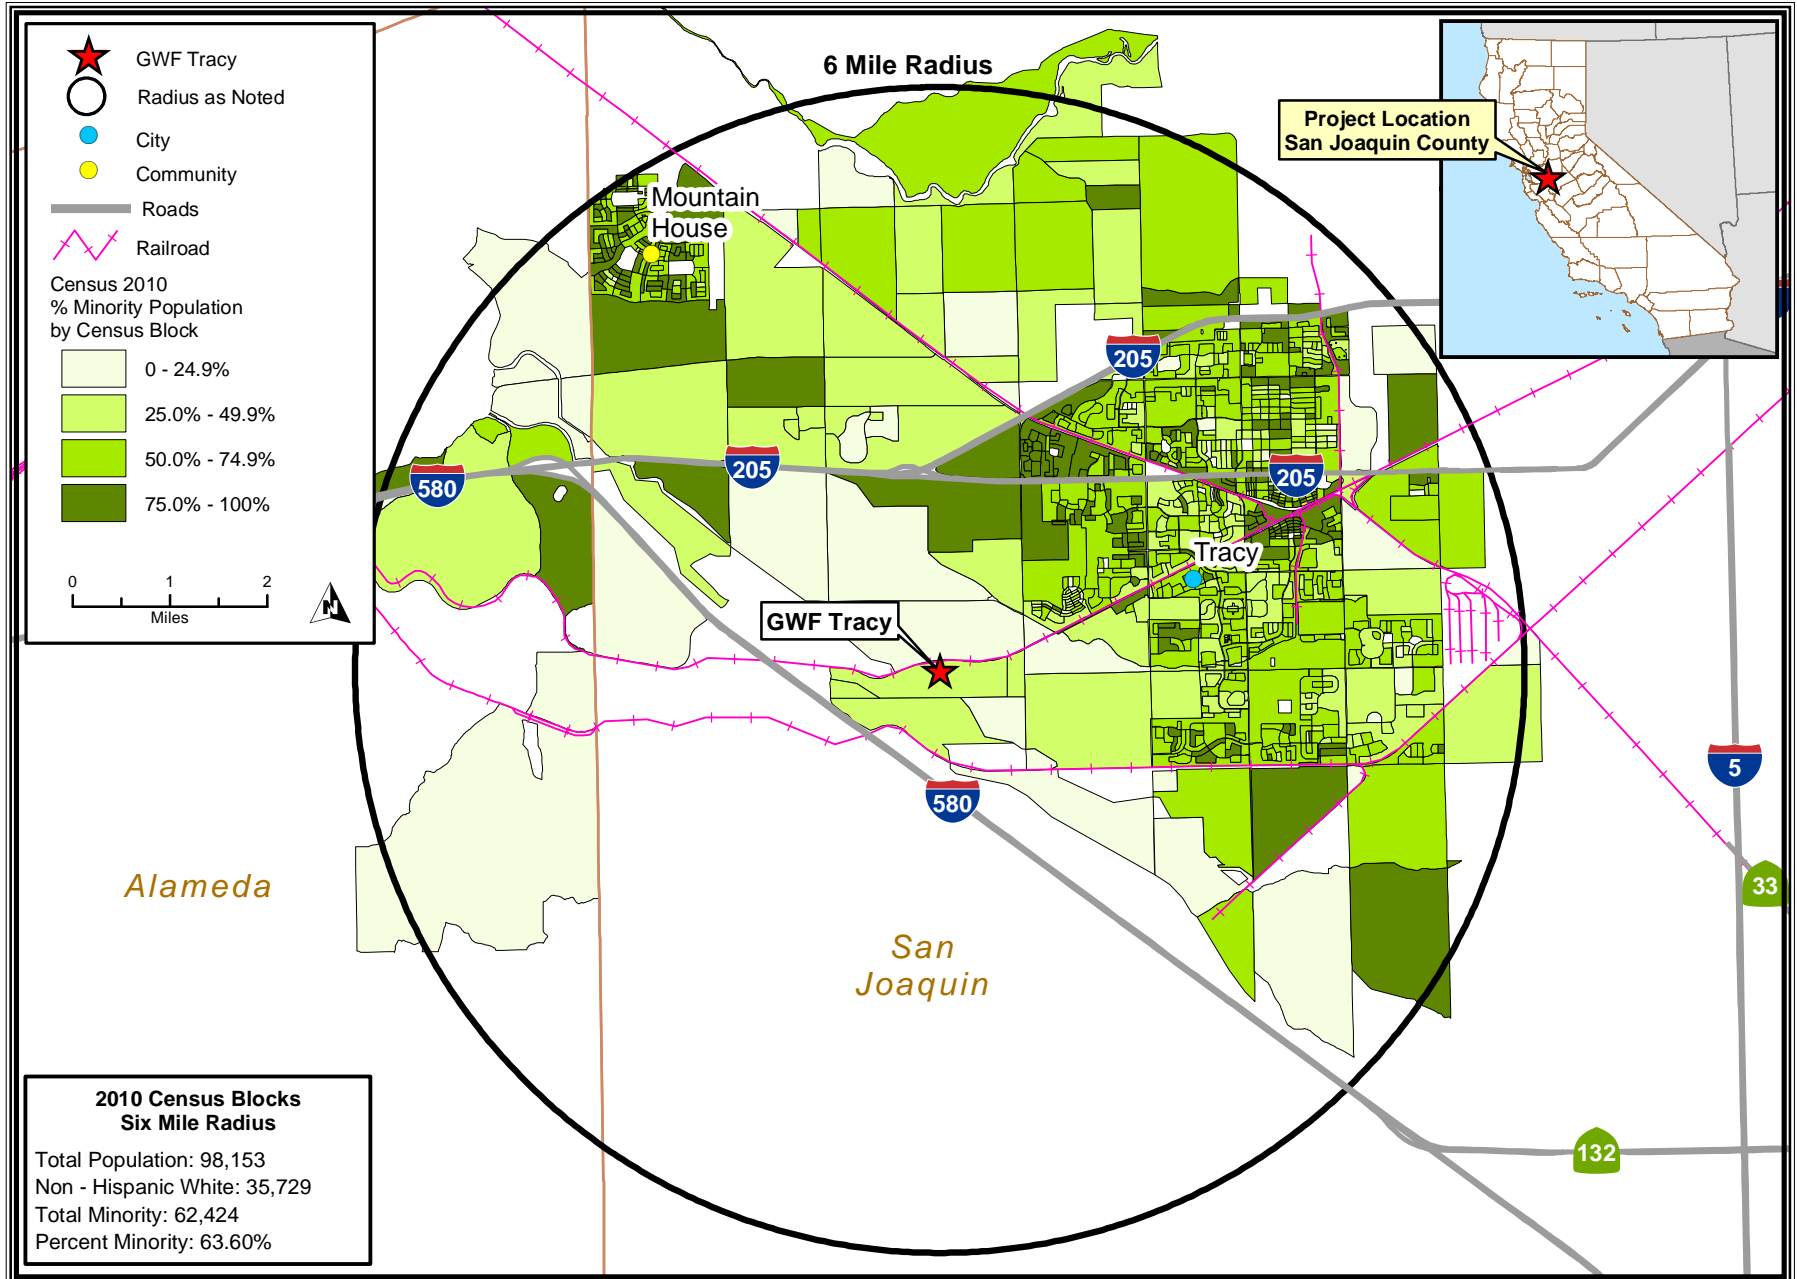 GWF Tracy
Radius as Noted
City
Community
Roads
Railroad
Census 2010
% Minority Population
by Census Block
0 - 24.9%
25.0% - 49.9%
50.0% - 74.9%
75.0% - 100%
0 1 2
Miles
N
6 Mile Radius
Project Location
San Joaquin County
Mountain
House
205
205
205
580
Tracy
GWF Tracy
580
5
33
132
Alameda
San
Joaquin
2010 Census Blocks
Six Mile Radius
Total Population: 98,153
Non - Hispanic White: 35,729
Total Minority: 62,424
Percent Minority: 63.60%